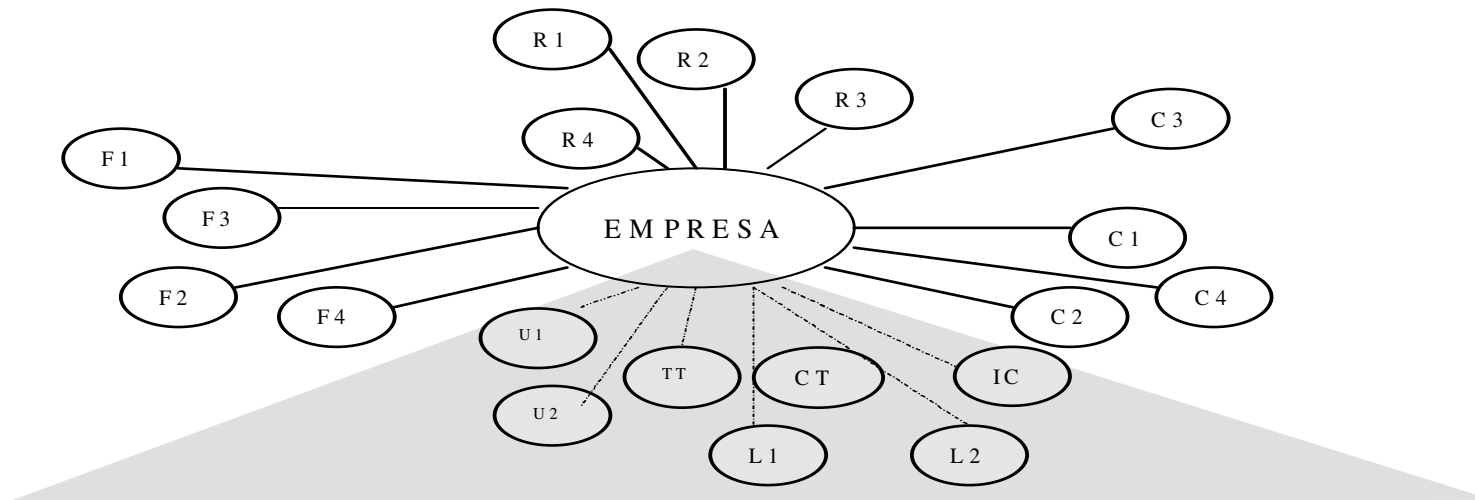 R 1
R 2
R 3
C 3
R 4
F 1
F 3
E M P R E S A
C 1
F 2
F 4
C 4
C 2
U 1
T T
C T
I C
U 2
L 1
L 2